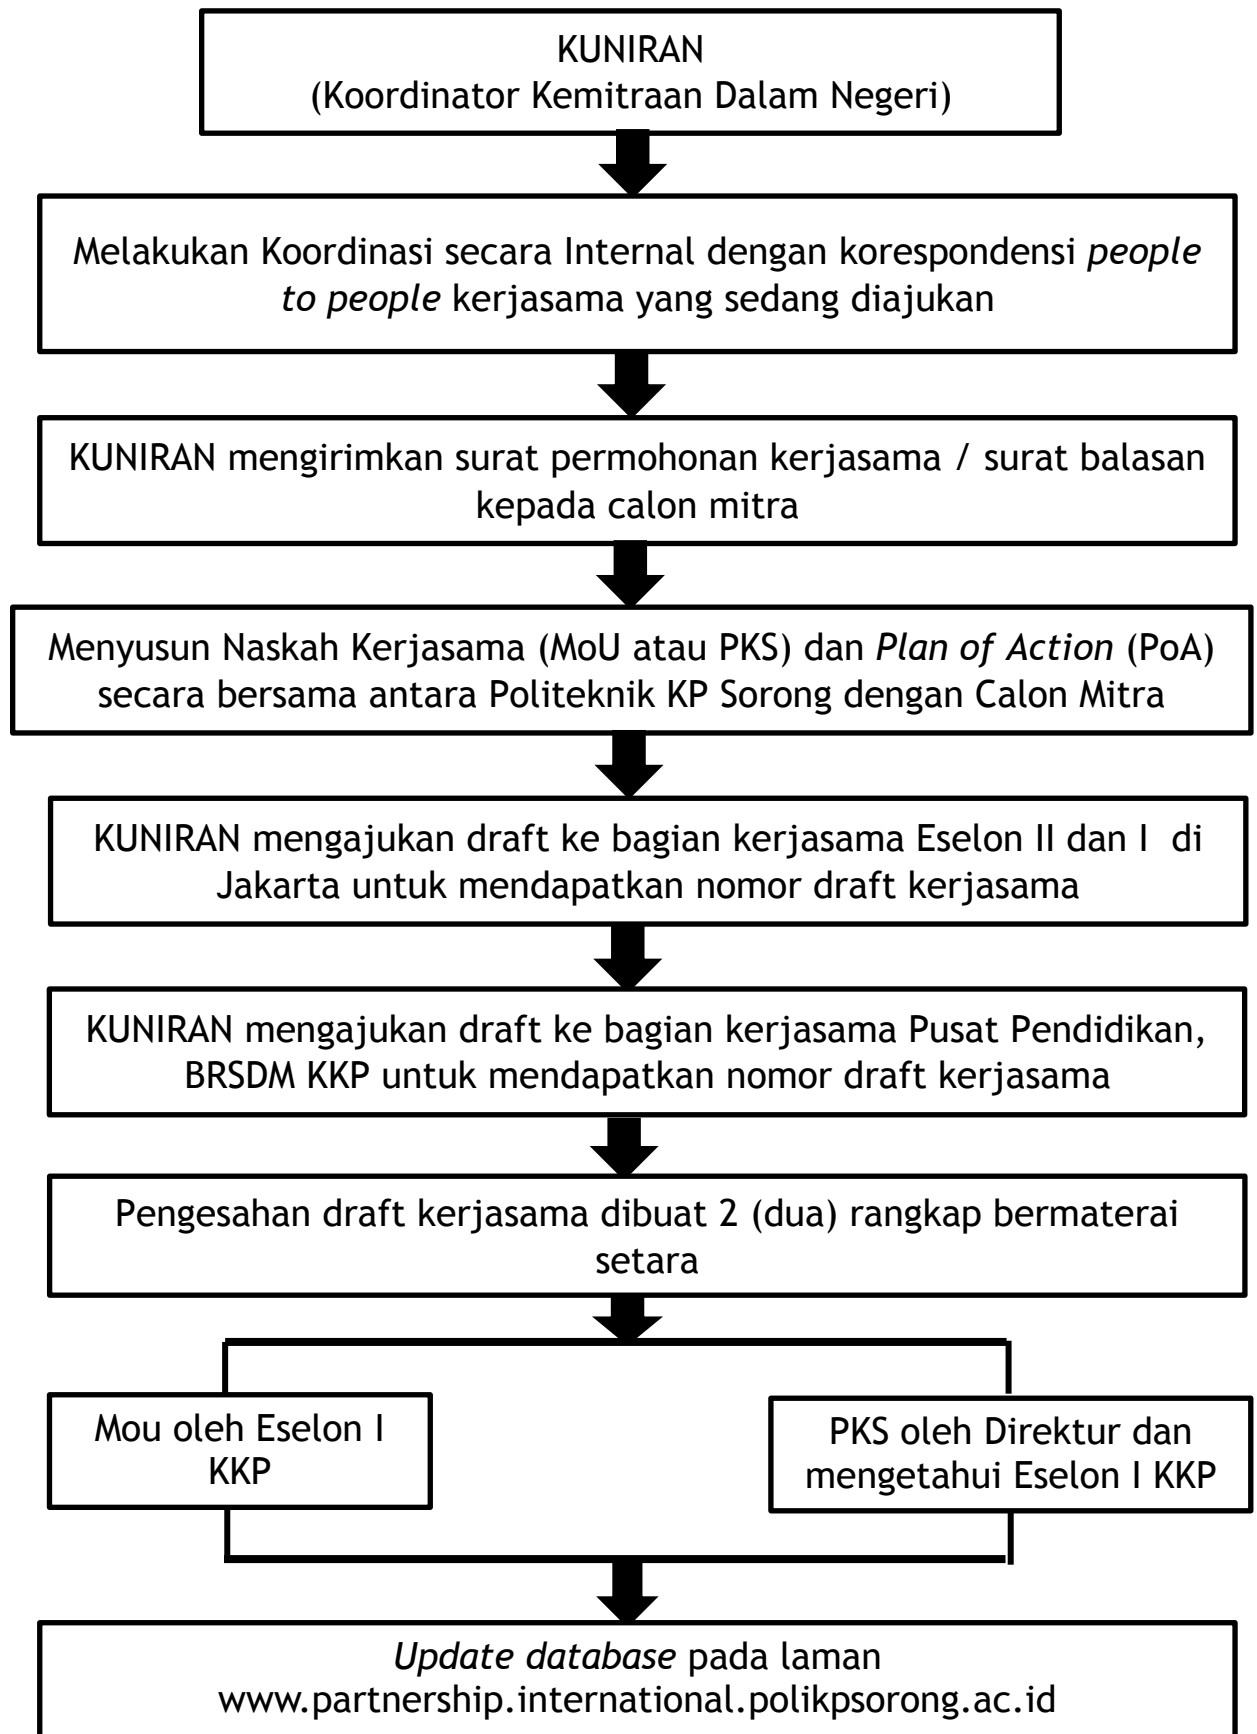 KUNIRAN
(Koordinator Kemitraan Dalam Negeri)
Melakukan Koordinasi secara Internal dengan korespondensi people
to people kerjasama yang sedang diajukan
KUNIRAN mengirimkan surat permohonan kerjasama / surat balasan
kepada calon mitra
Menyusun Naskah Kerjasama (MoU atau PKS) dan Plan of Action (PoA)
secara bersama antara Politeknik KP Sorong dengan Calon Mitra
KUNIRAN mengajukan draft ke bagian kerjasama Eselon II dan I di
Jakarta untuk mendapatkan nomor draft kerjasama
KUNIRAN mengajukan draft ke bagian kerjasama Pusat Pendidikan,
BRSDM KKP untuk mendapatkan nomor draft kerjasama
Pengesahan draft kerjasama dibuat 2 (dua) rangkap bermaterai
setara
Mou oleh Eselon I
KKP
PKS oleh Direktur dan
mengetahui Eselon I KKP
Update database pada laman
www.partnership.international.polikpsorong.ac.id